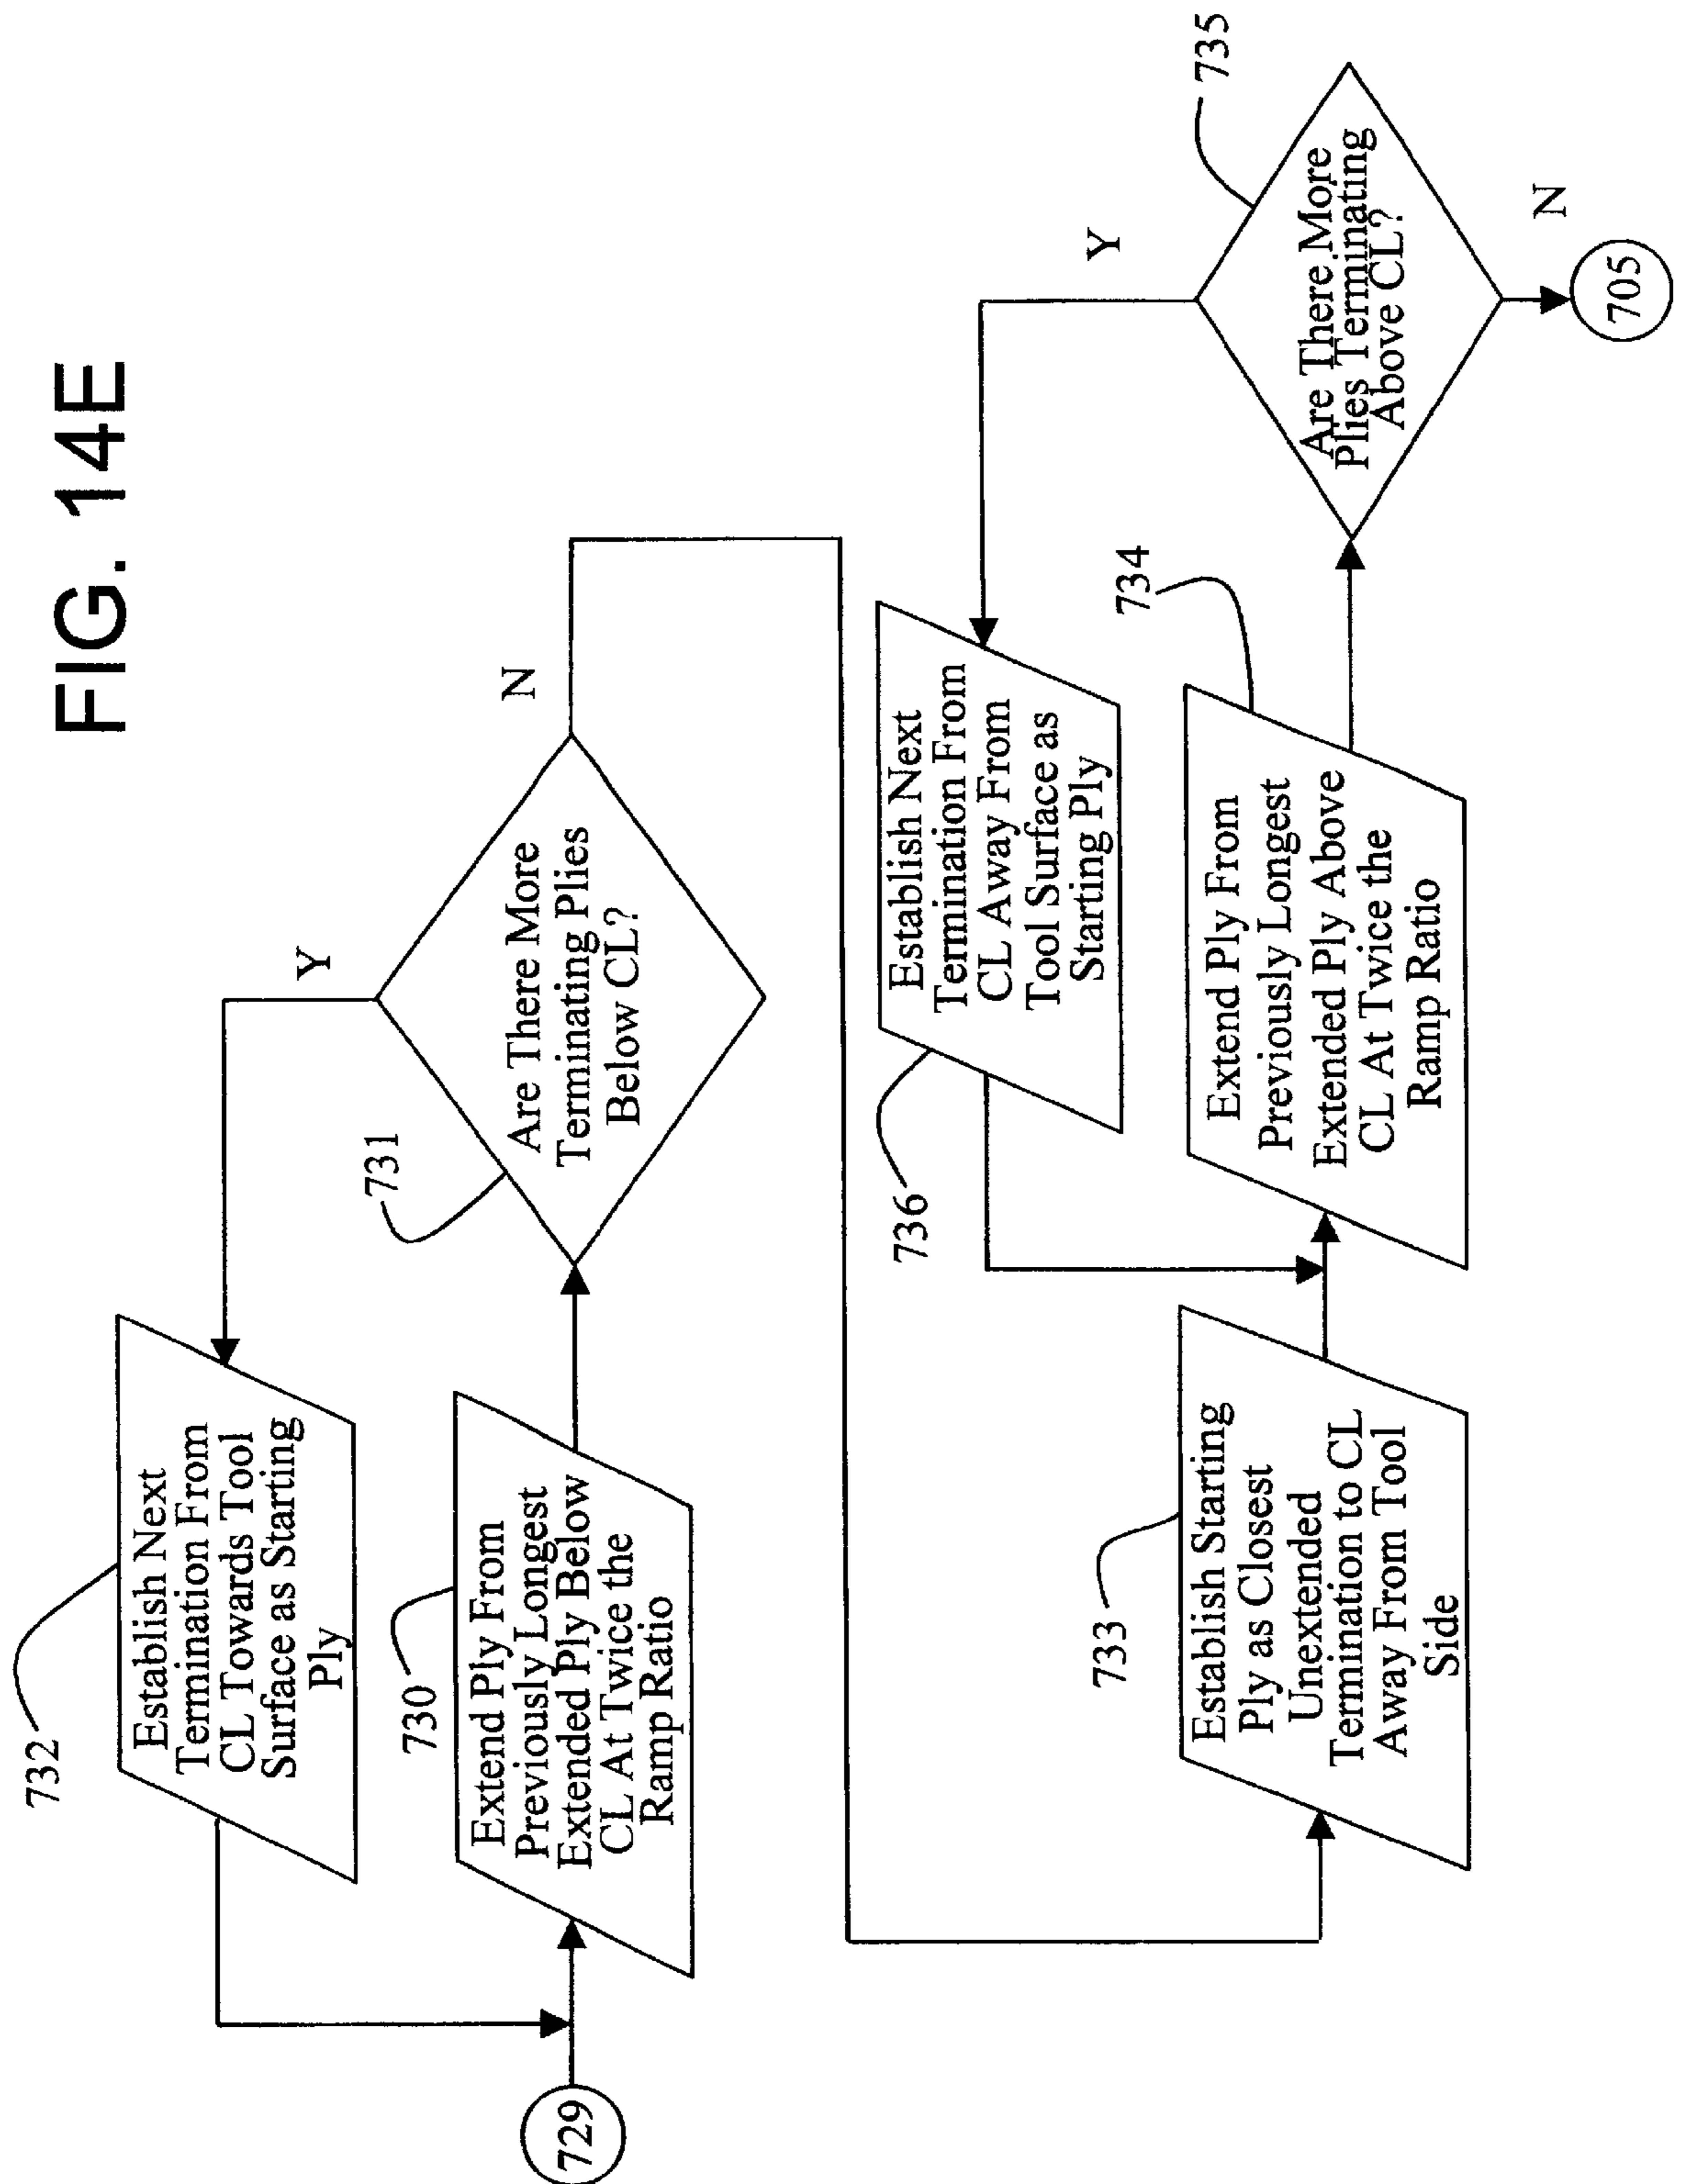 FIG. 14E
732
Establish Next
Termination From
CL Towards Tool
Surface as Starting
Ply
Y
729
730
Extend Ply From
Previously Longest
Extended Ply Below
CL At Twice the
Ramp Ratio
731
Are There More
Terminating Plies
Below CL?
N
736
Establish Next
Termination From
CL Away From
Tool Surface as
Starting Ply
Y
733
Establish Starting
Ply as Closest
Unextended
Termination to CL
Away From Tool
Side
734
Extend Ply From
Previously Longest
Extended Ply Above
CL At Twice the
Ramp Ratio
735
Are There More
Plies Terminating
Above CL?
N
705